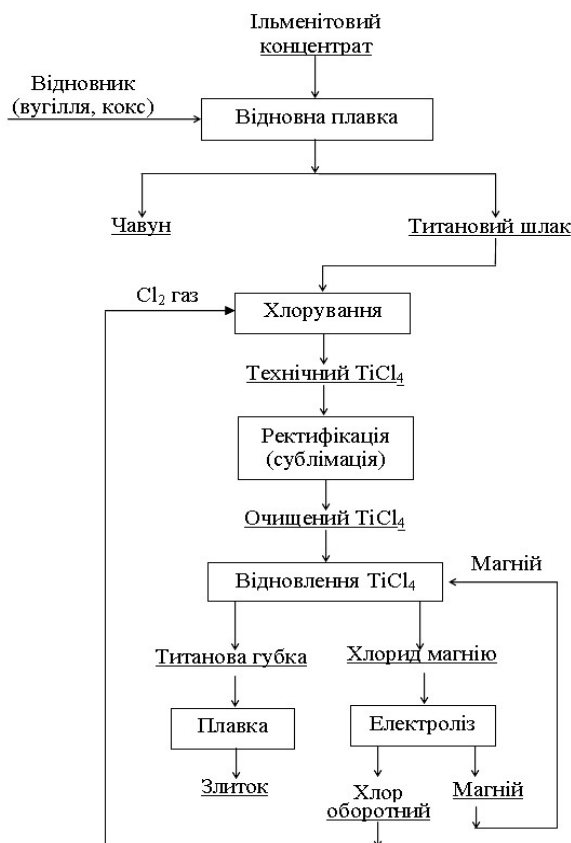 Ільменітовий
концентрат
Відновник
(вугілля, кокс)
Відновна плавка
Чавун
Титановий шлак
Cl₂ газ
Хлорування
Технічний TiCl₄
Ректифікація
(сублімація)
Очищений TiCl₄
Магній
Відновлення TiCl₄
Титанова губка
Хлорид магнію
Плавка
Електроліз
Злиток
Хлор
оборотний
Магній